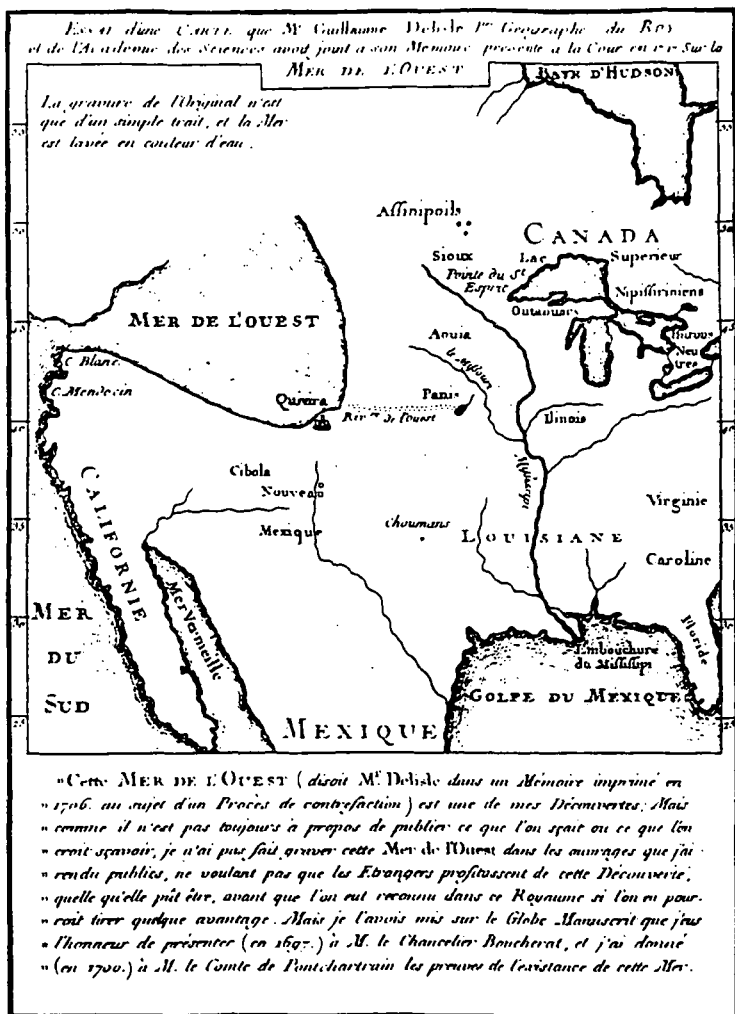 ESSAI d'une CARTE que Mr. Guillaume Delisle Pr. Géographe du ROY
et de l'Académie des Sciences avoit joint à son Memoire présenté à la Cour en Sur la
MER DE L'OUEST
La gravure de l'Original n'est
que d'un simple trait, et la Mer
est lavée en couleur d'eau.
BAYE D'HUDSON
Assinipoils
CANADA
Sioux
Lac Superieur
Pointe du St.
Esprit
Nipissiriniens
Outaouacs
Hurons
Neutres
MER DE L'OUEST
Aouia
le Missouri
C. Blanc
C. Mendocin
Quivira
Panis
Riv. de l'ouest
Ilinois
Mississipi
Cibola
Nouveau
Mexique
Choumans
LOUISIANE
Virginie
Caroline
CALIFORNIE
Mer Vermeille
MER
DU
SUD
Floride
Embouchure
du Mississipi
GOLPE DU MEXIQUE
MEXIQUE
"Cette MER DE L'OUEST (disoit Mr. Delisle dans un Mémoire imprimé en
" 1706. au sujet d'un Procès de contrefaction) est une de mes Découvertes. Mais
" comme il n'est pas toujours à propos de publier ce que l'on sçait ou ce que l'on
" croit sçavoir, je n'ai pas fait graver cette Mer de l'Ouest dans les ouvrages que j'ai
" rendu publics, ne voulant pas que les Etrangers profitassent de cette Découverte,
" quelle qu'elle pût être, avant que l'on eut reconnu dans ce Royaume si l'on en pour-
" roit tirer quelque avantage. Mais je l'avois mis sur le Globe Manuscrit que j'eus
" l'honneur de présenter (en 1697.) à M. le Chancelier Boucherat, et j'ai donné
" (en 1700.) à M. le Comte de Pontchartrain les preuves de l'existance de cette Mer.